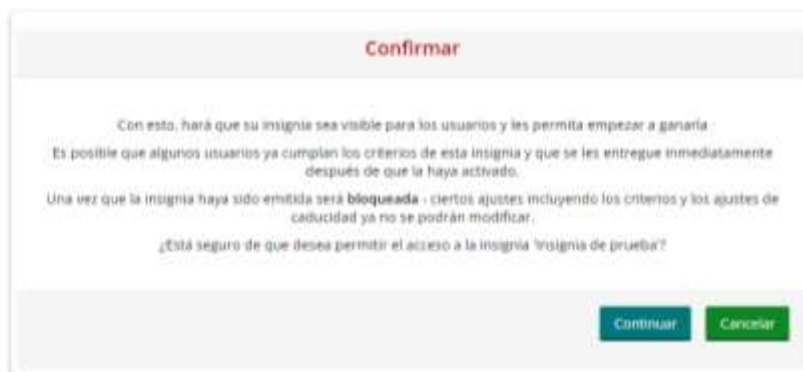 Confirmar
Con esto, hará que su insignia sea visible para los usuarios y les permita empezar a ganarla
Es posible que algunos usuarios ya cumplan los criterios de esta insignia y que se les entregue inmediatamente
después de que la haya activado.
Una vez que la insignia haya sido emitida será bloqueada - ciertos ajustes incluyendo los criterios y los ajustes de
caducidad ya no se podrán modificar.
¿Está seguro de que desea permitir el acceso a la insignia 'Insignia de prueba'?
Continuar
Cancelar